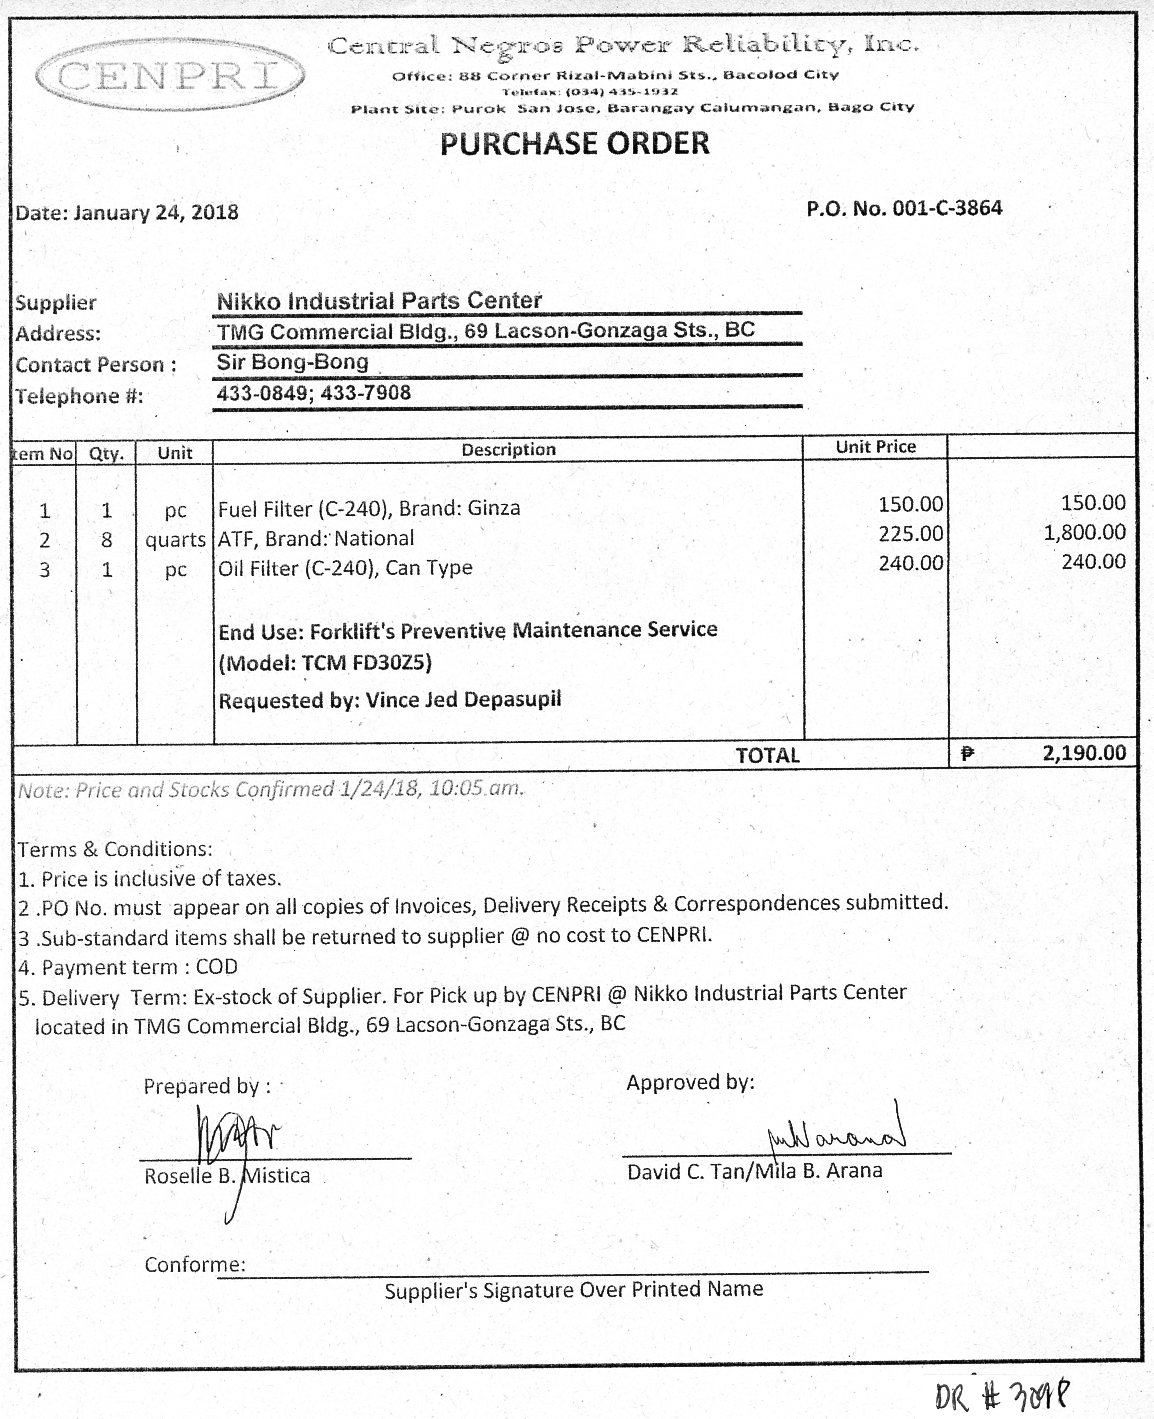 CENPRI
Central Negros Power Reliability, Inc.
Office: 88 Corner Rizal-Mabini Sts., Bacolod City
Telefax: (034) 435-1932
Plant Site: Purok San Jose, Barangay Calumangan, Bago City
PURCHASE ORDER
Date: January 24, 2018 P.O. No. 001-C-3864
Supplier Nikko Industrial Parts Center
Address: TMG Commercial Bldg., 69 Lacson-Gonzaga Sts., BC
Contact Person : Sir Bong-Bong
Telephone #: 433-0849; 433-7908
tem No Qty. Unit Description Unit Price
1 1 pc Fuel Filter (C-240), Brand: Ginza 150.00 150.00
2 8 quarts ATF, Brand: National 225.00 1,800.00
3 1 pc Oil Filter (C-240), Can Type 240.00 240.00
End Use: Forklift's Preventive Maintenance Service
(Model: TCM FD30Z5)
Requested by: Vince Jed Depasupil
TOTAL ₱ 2,190.00
Note: Price and Stocks Confirmed 1/24/18, 10:05 am.
Terms & Conditions:
1. Price is inclusive of taxes.
2 .PO No. must appear on all copies of Invoices, Delivery Receipts & Correspondences submitted.
3 .Sub-standard items shall be returned to supplier @ no cost to CENPRI.
4. Payment term : COD
5. Delivery Term: Ex-stock of Supplier. For Pick up by CENPRI @ Nikko Industrial Parts Center
located in TMG Commercial Bldg., 69 Lacson-Gonzaga Sts., BC
Prepared by : Approved by:
Roselle B. Mistica David C. Tan/Mila B. Arana
Conforme:
Supplier's Signature Over Printed Name
DR # 3098